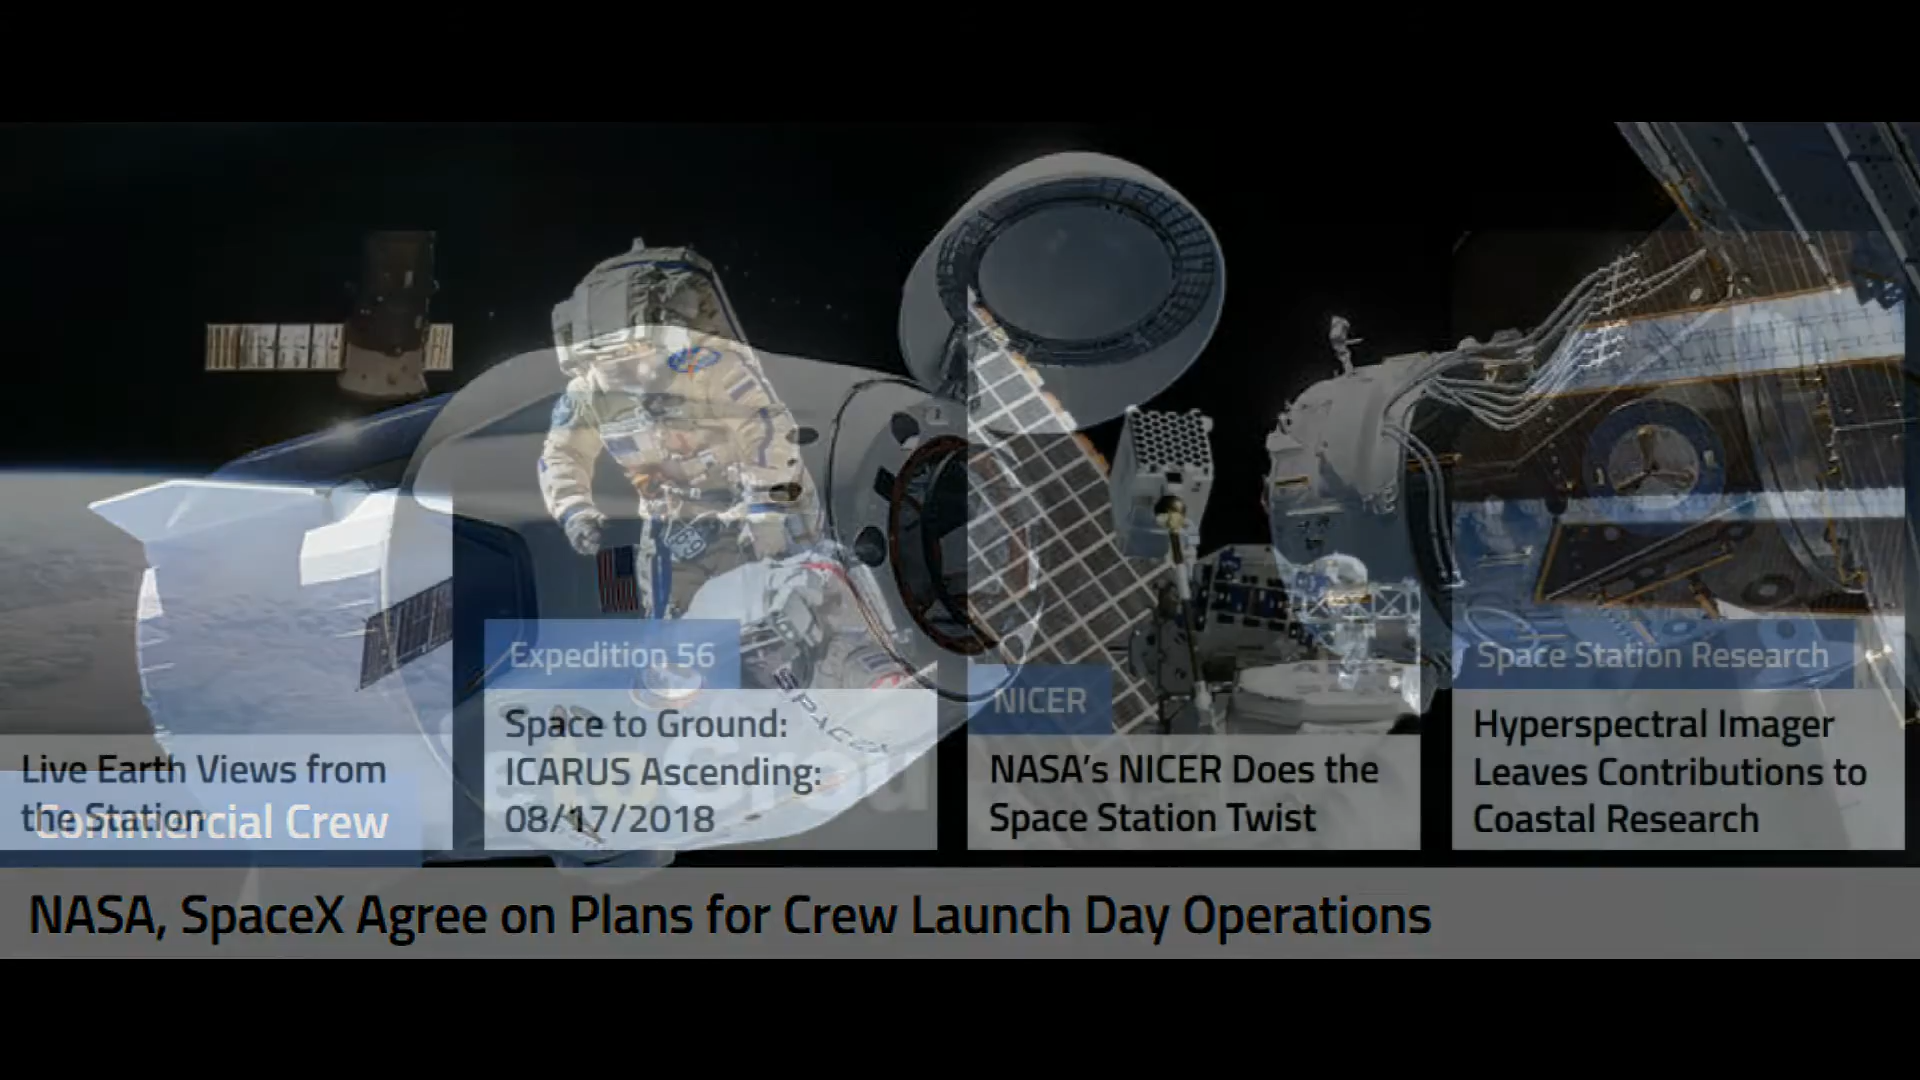 Expedition 56
Space to Ground:
ICARUS Ascending:
08/17/2018
NICER
NASA's NICER Does the
Space Station Twist
Space Station Research
Hyperspectral Imager
Leaves Contributions to
Coastal Research
Live Earth Views from
the Station
Commercial Crew
NASA, SpaceX Agree on Plans for Crew Launch Day Operations
SPACEX